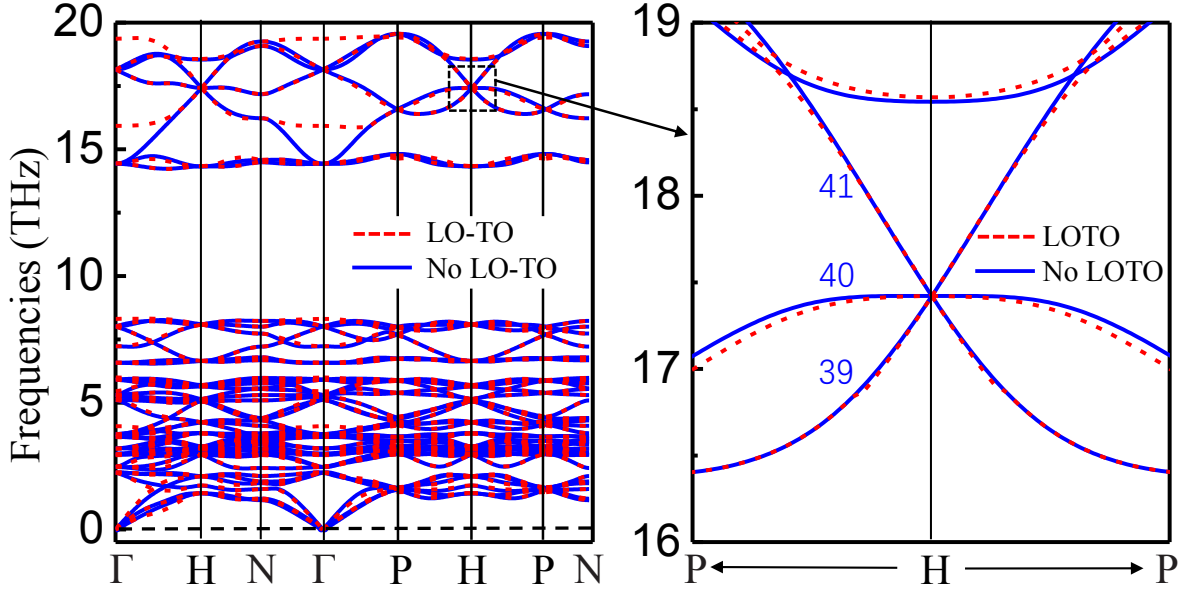 Frequencies (THz)
20
15
10
5
0
LO-TO
No LO-TO
Γ H N Γ P H P N
19
18
17
16
41
40
39
LOTO
No LOTO
P H P